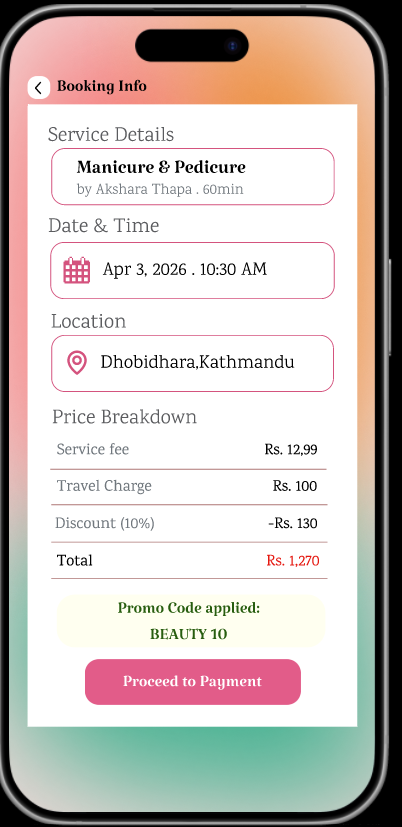 Booking Info
Service Details
Manicure & Pedicure
by Akshara Thapa . 60min
Date & Time
Apr 3, 2026 . 10:30 AM
Location
Dhobidhara,Kathmandu
Price Breakdown
Service fee Rs. 12,99
Travel Charge Rs. 100
Discount (10%) -Rs. 130
Total Rs. 1,270
Promo Code applied:
BEAUTY 10
Proceed to Payment